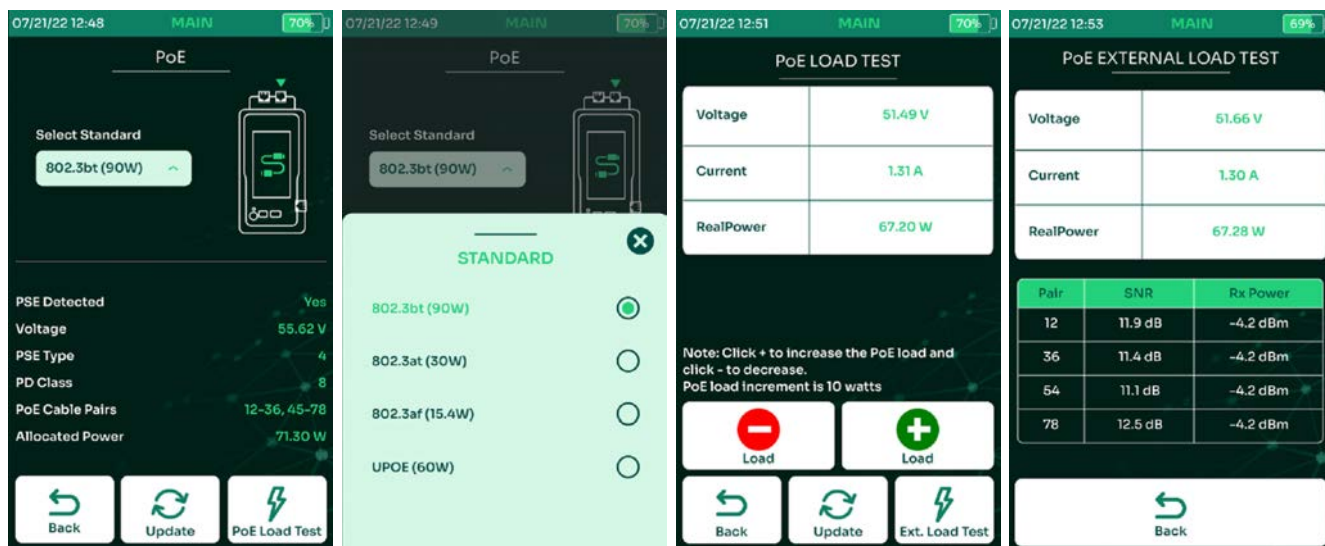 07/21/22 12:48 MAIN 70%
PoE
Select Standard
802.3bt (90W)
PSE Detected Yes
Voltage 55.62 V
PSE Type 4
PD Class 8
PoE Cable Pairs 12-36, 45-78
Allocated Power 71.30 W
Back Update PoE Load Test
07/21/22 12:49 MAIN 70%
PoE
Select Standard
802.3bt (90W)
STANDARD
802.3bt (90W)
802.3at (30W)
802.3af (15.4W)
UPOE (60W)
07/21/22 12:51 MAIN 70%
PoE LOAD TEST
Voltage 51.49 V
Current 1.31 A
RealPower 67.20 W
Note: Click + to increase the PoE load and
click - to decrease.
PoE load increment is 10 watts
Load Load
Back Update Ext. Load Test
07/21/22 12:53 MAIN 69%
PoE EXTERNAL LOAD TEST
Voltage 51.66 V
Current 1.30 A
RealPower 67.28 W
Pair SNR Rx Power
12 11.9 dB -4.2 dBm
36 11.4 dB -4.2 dBm
54 11.1 dB -4.2 dBm
78 12.5 dB -4.2 dBm
Back